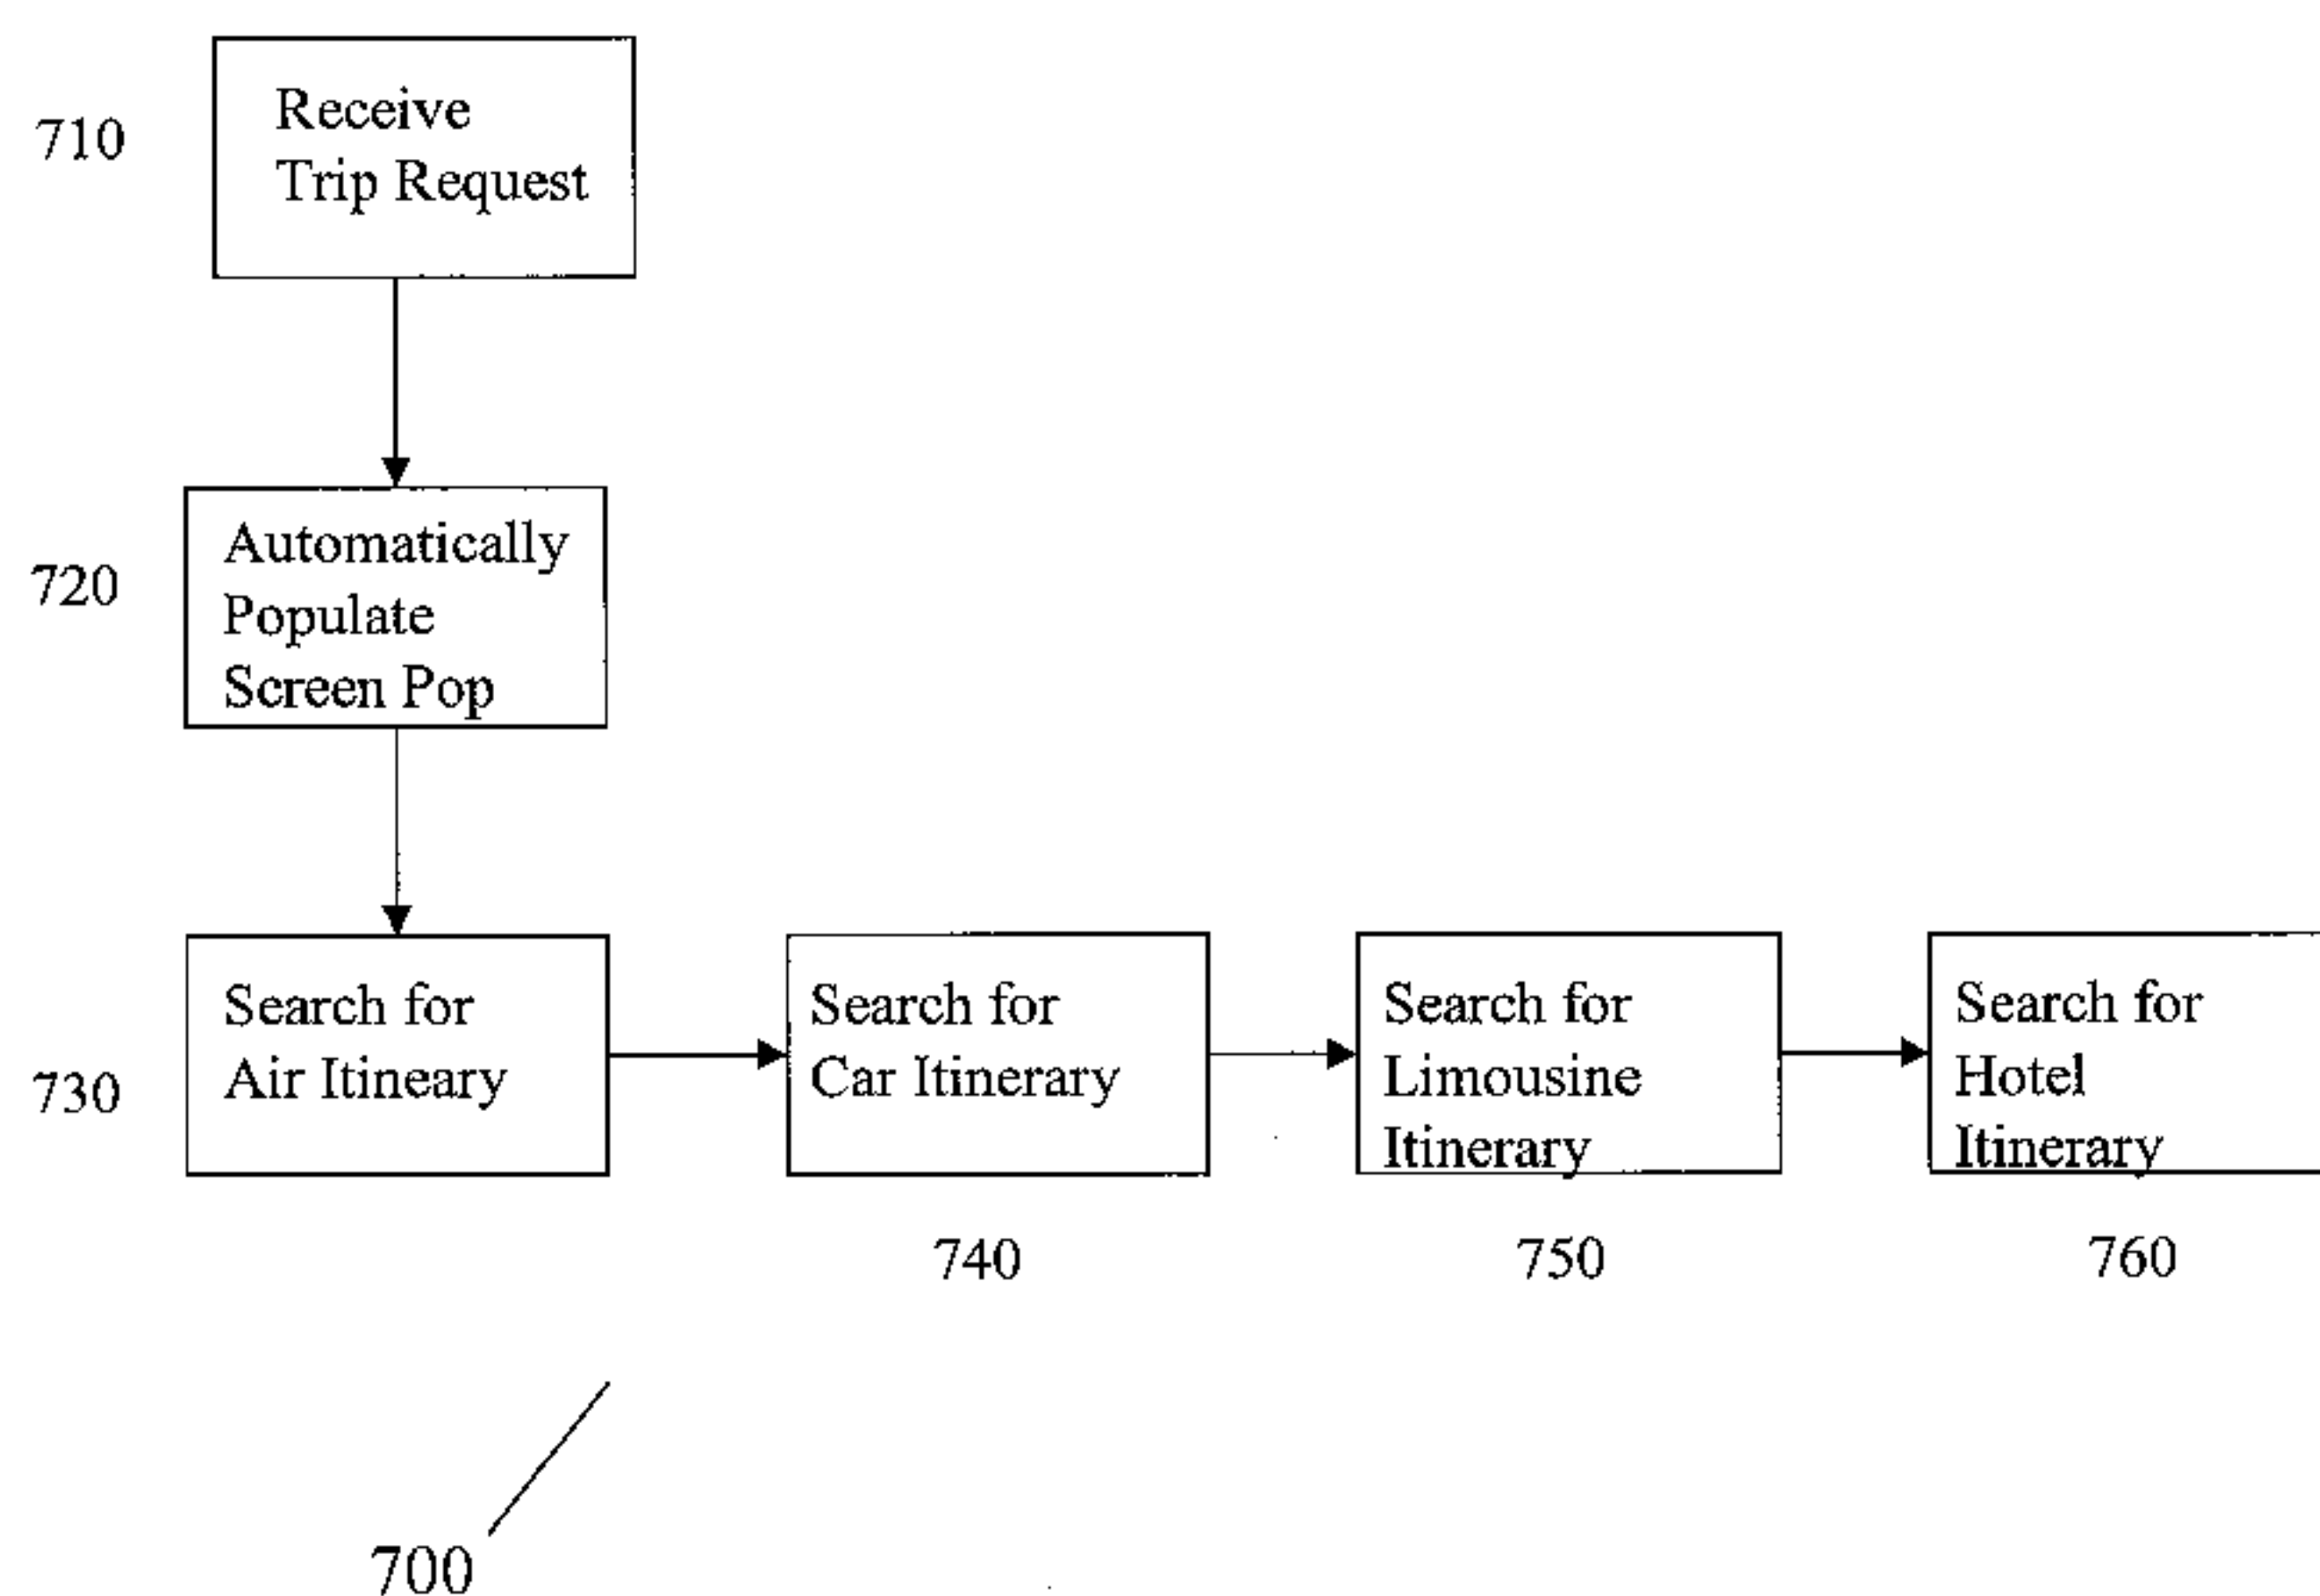 710
Receive
Trip Request
720
Automatically
Populate
Screen Pop
730
Search for
Air Itineary
Search for
Car Itinerary
740
Search for
Limousine
Itinerary
750
Search for
Hotel
Itinerary
760
700